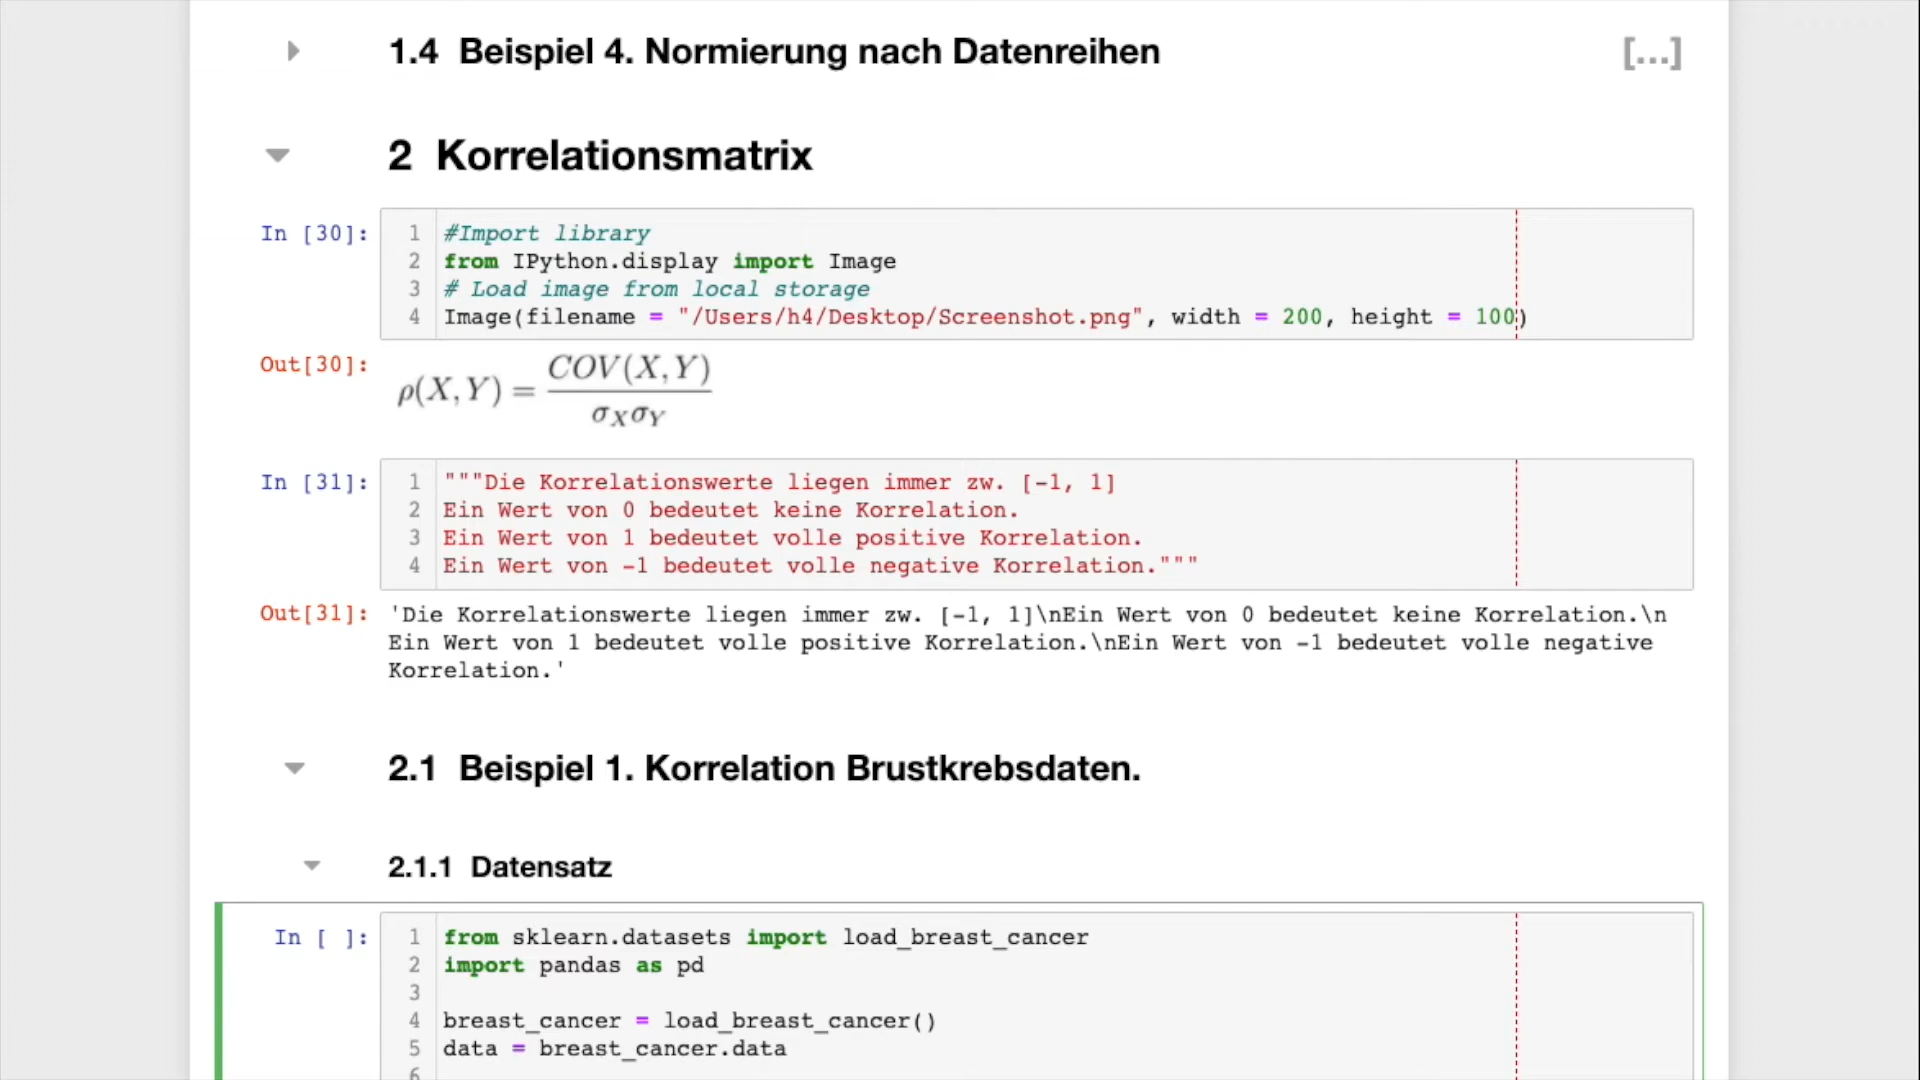 1.4 Beispiel 4. Normierung nach Datenreihen
[...]
2 Korrelationsmatrix
In [30]:
1 #Import library
2 from IPython.display import Image
3 # Load image from local storage
4 Image(filename = "/Users/h4/Desktop/Screenshot.png", width = 200, height = 100)
Out[30]:
ρ(X, Y) = COV(X, Y) / σXσY
In [31]:
1 """Die Korrelationswerte liegen immer zw. [-1, 1]
2 Ein Wert von 0 bedeutet keine Korrelation.
3 Ein Wert von 1 bedeutet volle positive Korrelation.
4 Ein Wert von -1 bedeutet volle negative Korrelation."""
Out[31]: 'Die Korrelationswerte liegen immer zw. [-1, 1]\nEin Wert von 0 bedeutet keine Korrelation.\n
Ein Wert von 1 bedeutet volle positive Korrelation.\nEin Wert von -1 bedeutet volle negative
Korrelation.'
2.1 Beispiel 1. Korrelation Brustkrebsdaten.
2.1.1 Datensatz
In [ ]:
1 from sklearn.datasets import load_breast_cancer
2 import pandas as pd
3
4 breast_cancer = load_breast_cancer()
5 data = breast_cancer.data
6